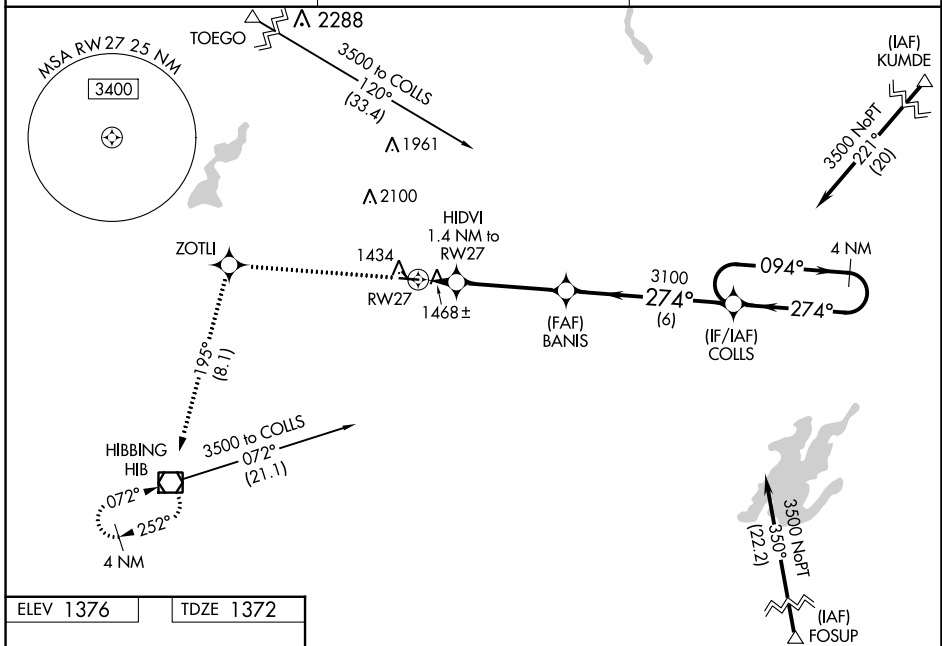 MSA RW 27 25 NM
3400
TOEGO
2288
3500 to COLLS
120°
(33.4)
1961
2100
(IAF)
KUMDE
3500 NoPT
221°
(20)
HIDVI
1.4 NM to
RW27
ZOTLI
1434
RW27
1468±
(FAF)
BANIS
3100
274°
(6)
(IF/IAF)
COLLS
4 NM
094°
274°
195°
(8.1)
HIBBING
HIB
3500 to COLLS
072°
(21.1)
072°
252°
4 NM
3500 NoPT
350°
(22.2)
(IAF)
FOSUP
ELEV 1376
TDZE 1372